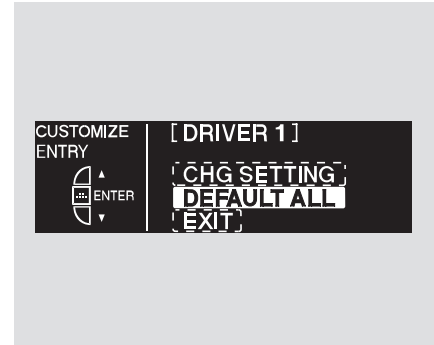 CUSTOMIZE
ENTRY
▲
ENTER
▼
[ DRIVER 1 ]
CHG SETTING
DEFAULT ALL
EXIT